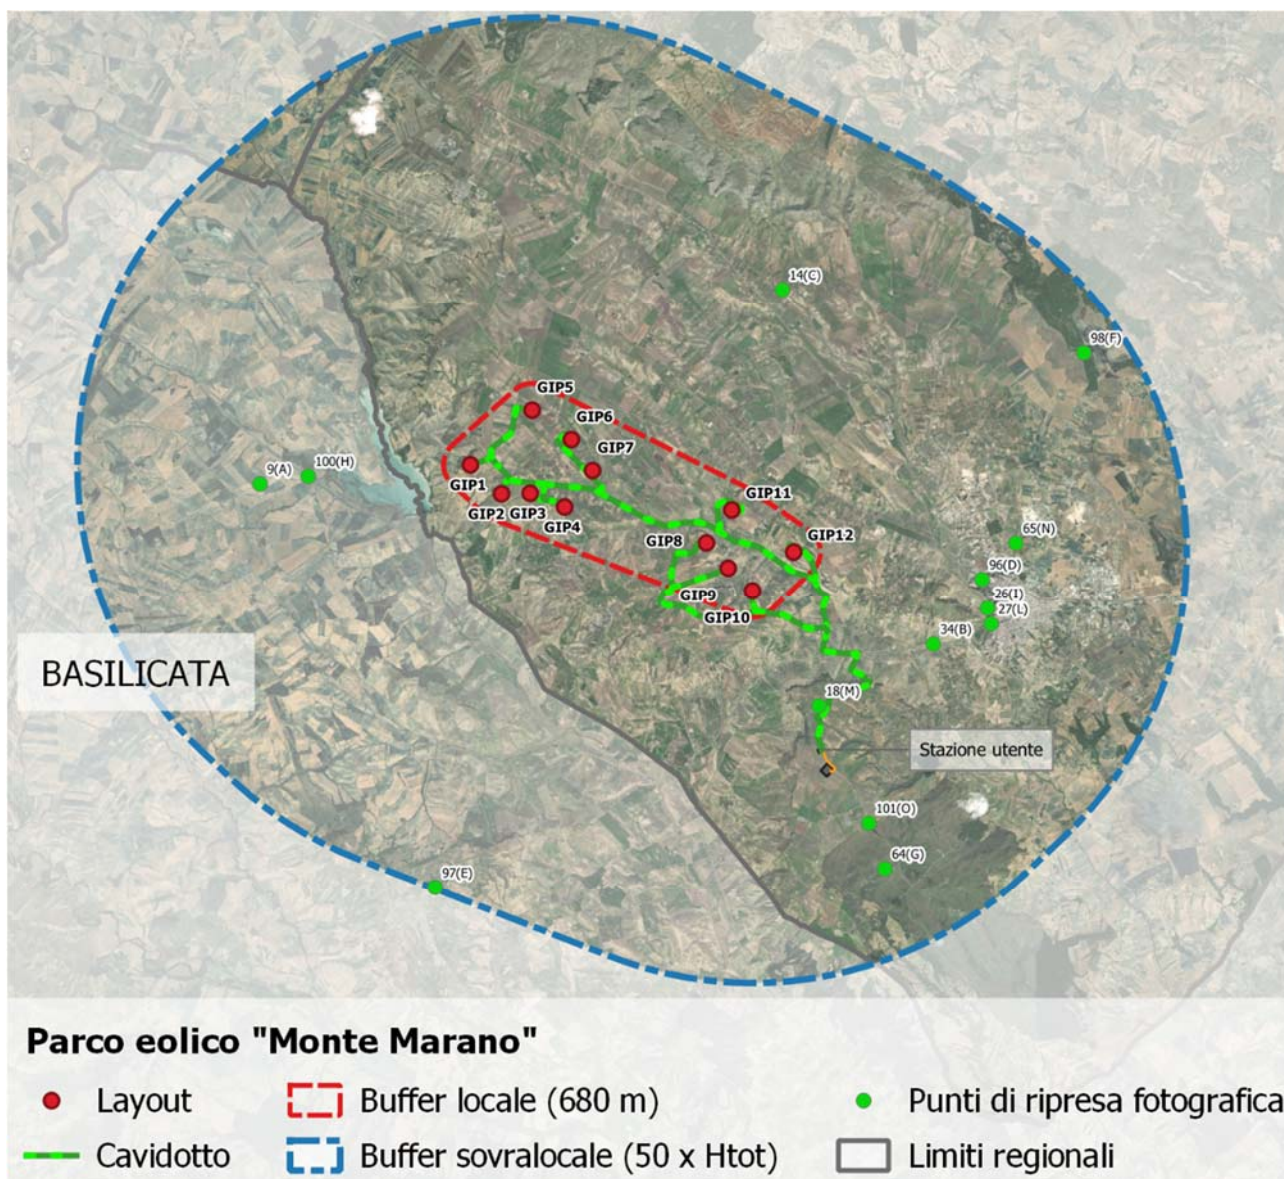 14(C)
98(F)
GIP5
GIP6
GIP7
9(A)
100(H)
GIP1
GIP2
GIP3
GIP4
GIP11
GIP8
GIP12
65(N)
96(D)
26(I)
27(L)
GIP9
GIP10
34(B)
BASILICATA
18(M)
Stazione utente
101(O)
64(G)
97(E)
Parco eolico "Monte Marano"
Layout
Buffer locale (680 m)
Punti di ripresa fotografica
Cavidotto
Buffer sovralocale (50 x Htot)
Limiti regionali